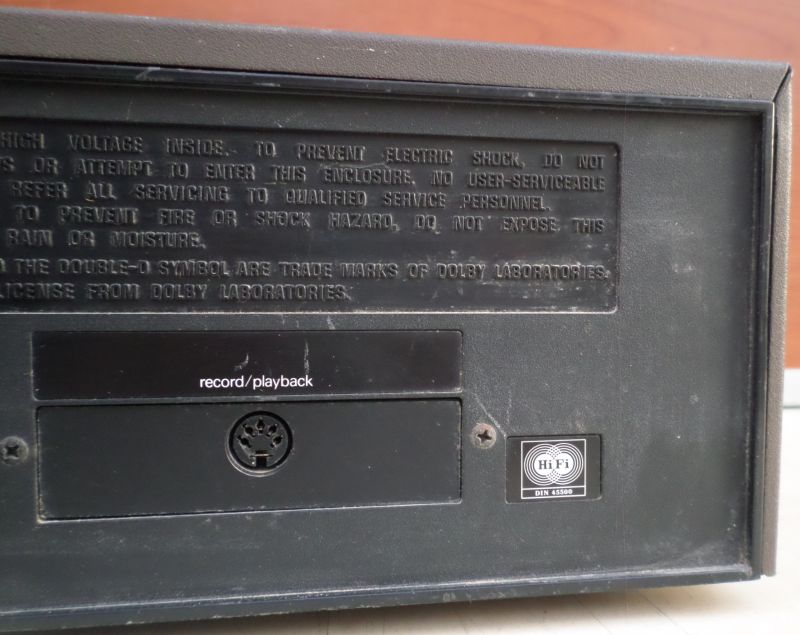 HIGH VOLTAGE INSIDE. TO PREVENT ELECTRIC SHOCK, DO NOT
OR ATTEMPT TO ENTER THIS ENCLOSURE. NO USER-SERVICEABLE
REFER ALL SERVICING TO QUALIFIED SERVICE PERSONNEL.
TO PREVENT FIRE OR SHOCK HAZARD, DO NOT EXPOSE THIS
RAIN OR MOISTURE.
THE DOUBLE-D SYMBOL ARE TRADE MARKS OF DOLBY LABORATORIES.
LICENSE FROM DOLBY LABORATORIES.
record/playback
Hi Fi
DIN 45500